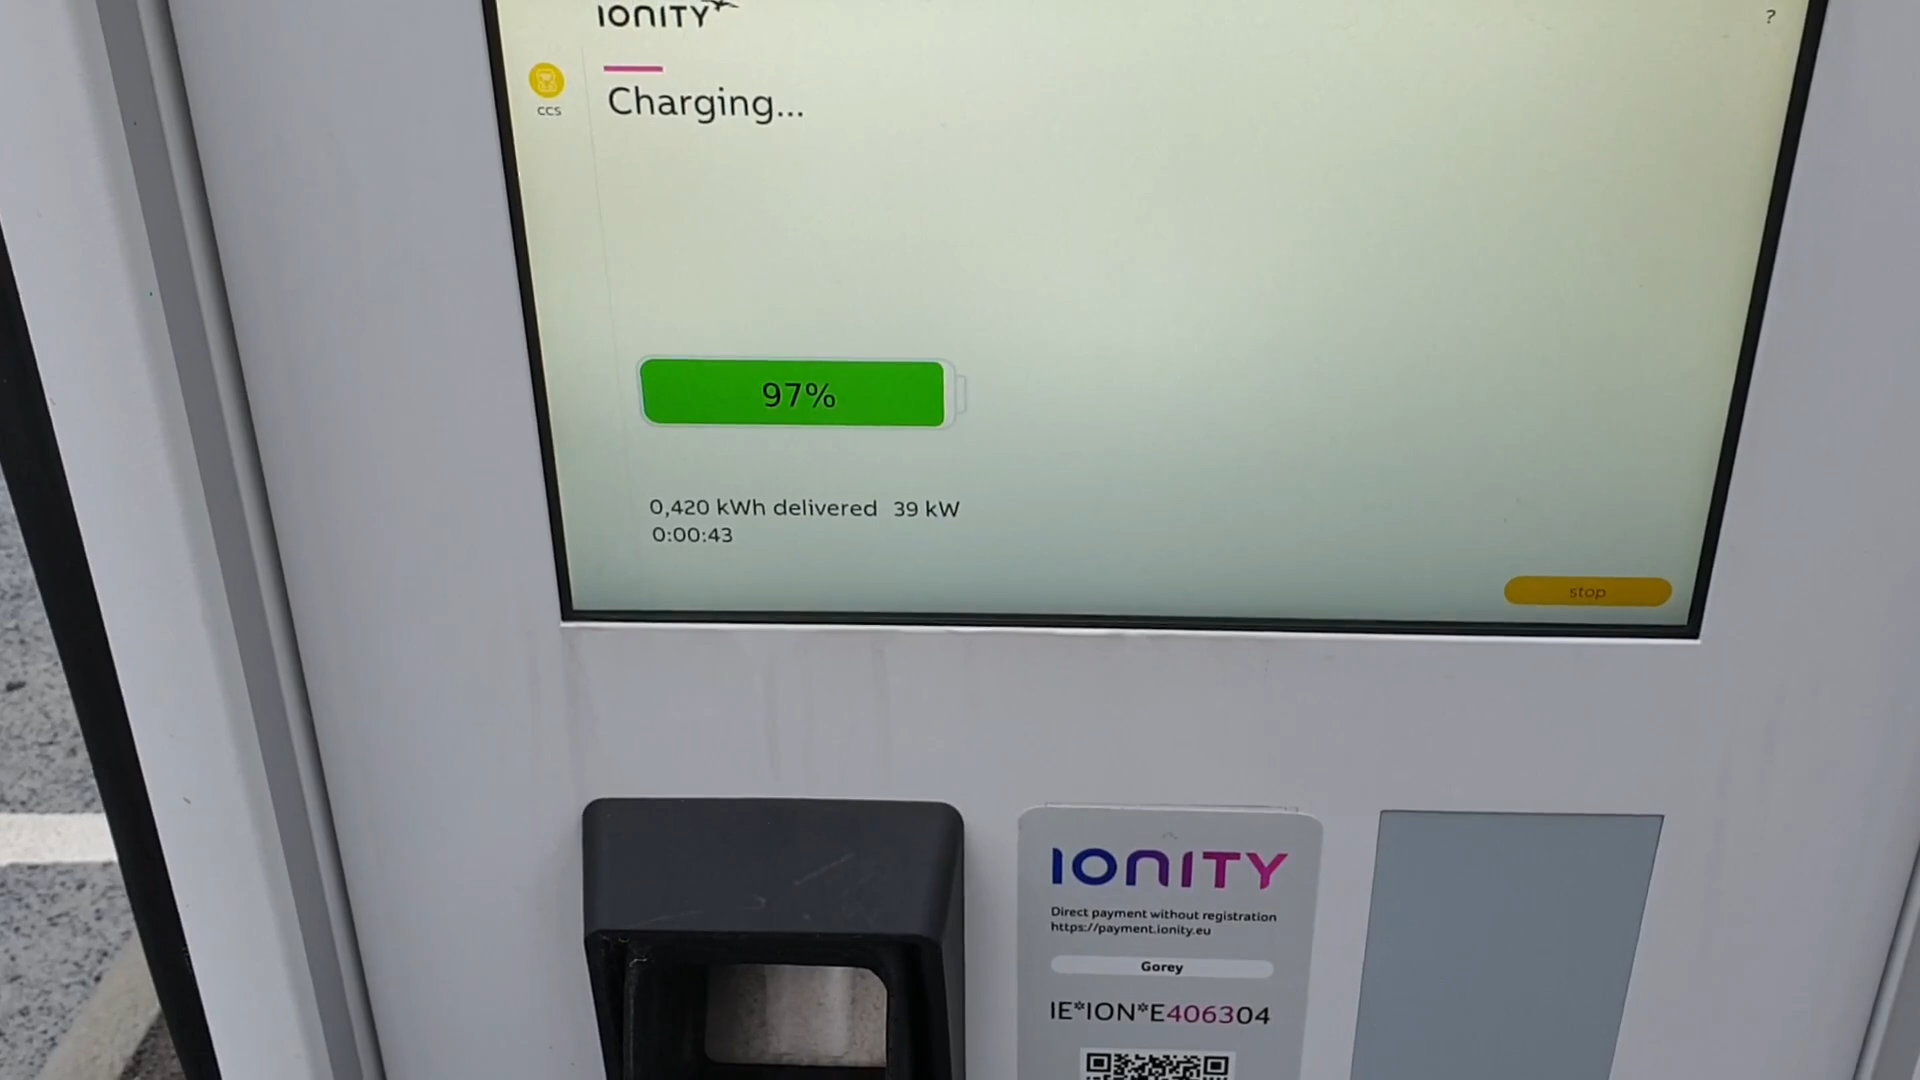 IONITY
?
CCS
Charging...
97%
0,420 kWh delivered 39 kW
0:00:43
stop
IONITY
Direct payment without registration
https://payment.ionity.eu
Gorey
IE*ION*E406304